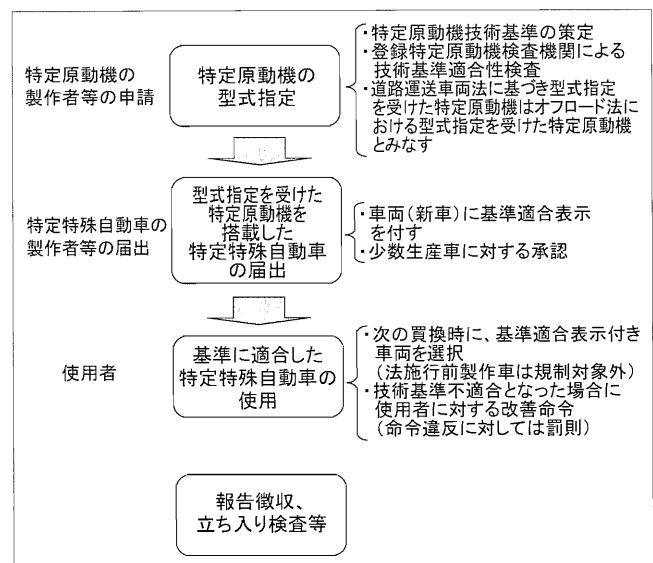 特定原動機の
製作者等の申請
特定原動機の
型式指定
・特定原動機技術基準の策定
・登録特定原動機検査機関による
技術基準適合性検査
・道路運送車両法に基づき型式指定
を受けた特定原動機はオフロード法に
おける型式指定を受けた特定原動機
とみなす
特定特殊自動車の
製作者等の届出
型式指定を受けた
特定原動機を
搭載した
特定特殊自動車
の届出
・車両(新車)に基準適合表示
を付す
・少数生産車に対する承認
使用者
基準に適合した
特定特殊自動車の
使用
・次の買換時に、基準適合表示付き
車両を選択
(法施行前製作車は規制対象外)
・技術基準不適合となった場合に
使用者に対する改善命令
(命令違反に対しては罰則)
報告徴収、
立ち入り検査等